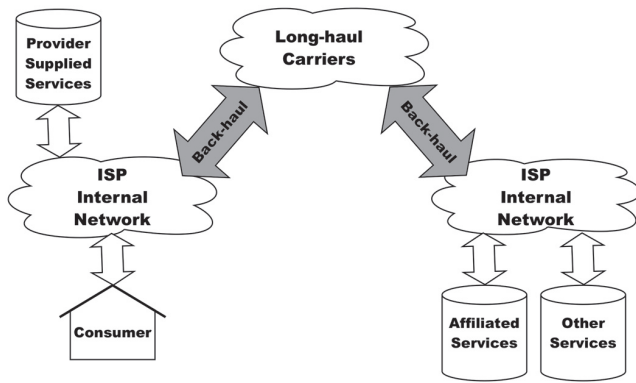 Provider
Supplied
Services
Long-haul
Carriers
Back-haul
Back-haul
ISP
Internal
Network
ISP
Internal
Network
Consumer
Affiliated
Services
Other
Services